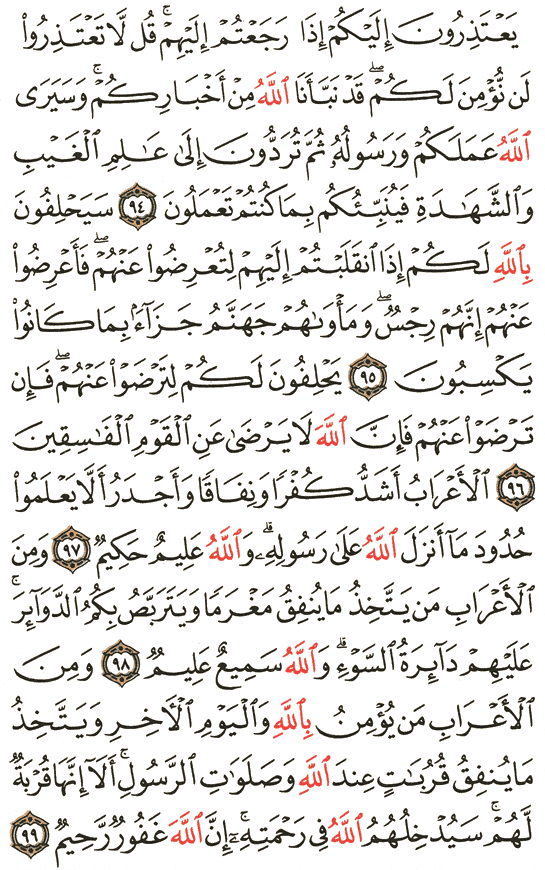 يَعۡتَذِرُونَ إِلَيۡكُمۡ إِذَا رَجَعۡتُمۡ إِلَيۡهِمۡۚ قُل لَّا تَعۡتَذِرُواْ
لَن نُّؤۡمِنَ لَكُمۡ قَدۡ نَبَّأَنَا ٱللَّهُ مِنۡ أَخۡبَارِكُمۡۚ وَسَيَرَى
ٱللَّهُ عَمَلَكُمۡ وَرَسُولُهُۥ ثُمَّ تُرَدُّونَ إِلَىٰ عَٰلِمِ ٱلۡغَيۡبِ
وَٱلشَّهَٰدَةِ فَيُنَبِّئُكُم بِمَا كُنتُمۡ تَعۡمَلُونَ ٩٤ سَيَحۡلِفُونَ
بِٱللَّهِ لَكُمۡ إِذَا ٱنقَلَبۡتُمۡ إِلَيۡهِمۡ لِتُعۡرِضُواْ عَنۡهُمۡۖ فَأَعۡرِضُواْ
عَنۡهُمۡۖ إِنَّهُمۡ رِجۡسٞۖ وَمَأۡوَىٰهُمۡ جَهَنَّمُ جَزَآءَۢ بِمَا كَانُواْ
يَكۡسِبُونَ ٩٥ يَحۡلِفُونَ لَكُمۡ لِتَرۡضَوۡاْ عَنۡهُمۡۖ فَإِن
تَرۡضَوۡاْ عَنۡهُمۡ فَإِنَّ ٱللَّهَ لَا يَرۡضَىٰ عَنِ ٱلۡقَوۡمِ ٱلۡفَٰسِقِينَ
٩٦ ٱلۡأَعۡرَابُ أَشَدُّ كُفۡرٗا وَنِفَاقٗا وَأَجۡدَرُ أَلَّا يَعۡلَمُواْ
حُدُودَ مَآ أَنزَلَ ٱللَّهُ عَلَىٰ رَسُولِهِۦۗ وَٱللَّهُ عَلِيمٌ حَكِيمٞ ٩٧ وَمِنَ
ٱلۡأَعۡرَابِ مَن يَتَّخِذُ مَا يُنفِقُ مَغۡرَمٗا وَيَتَرَبَّصُ بِكُمُ ٱلدَّوَآئِرَۚ
عَلَيۡهِمۡ دَآئِرَةُ ٱلسَّوۡءِۗ وَٱللَّهُ سَمِيعٌ عَلِيمٞ ٩٨ وَمِنَ
ٱلۡأَعۡرَابِ مَن يُؤۡمِنُ بِٱللَّهِ وَٱلۡيَوۡمِ ٱلۡأٓخِرِ وَيَتَّخِذُ
مَا يُنفِقُ قُرُبَٰتٍ عِندَ ٱللَّهِ وَصَلَوَٰتِ ٱلرَّسُولِۚ أَلَآ إِنَّهَا قُرۡبَةٞ
لَّهُمۡۚ سَيُدۡخِلُهُمُ ٱللَّهُ فِي رَحۡمَتِهِۦٓۚ إِنَّ ٱللَّهَ غَفُورٞ رَّحِيمٞ ٩٩